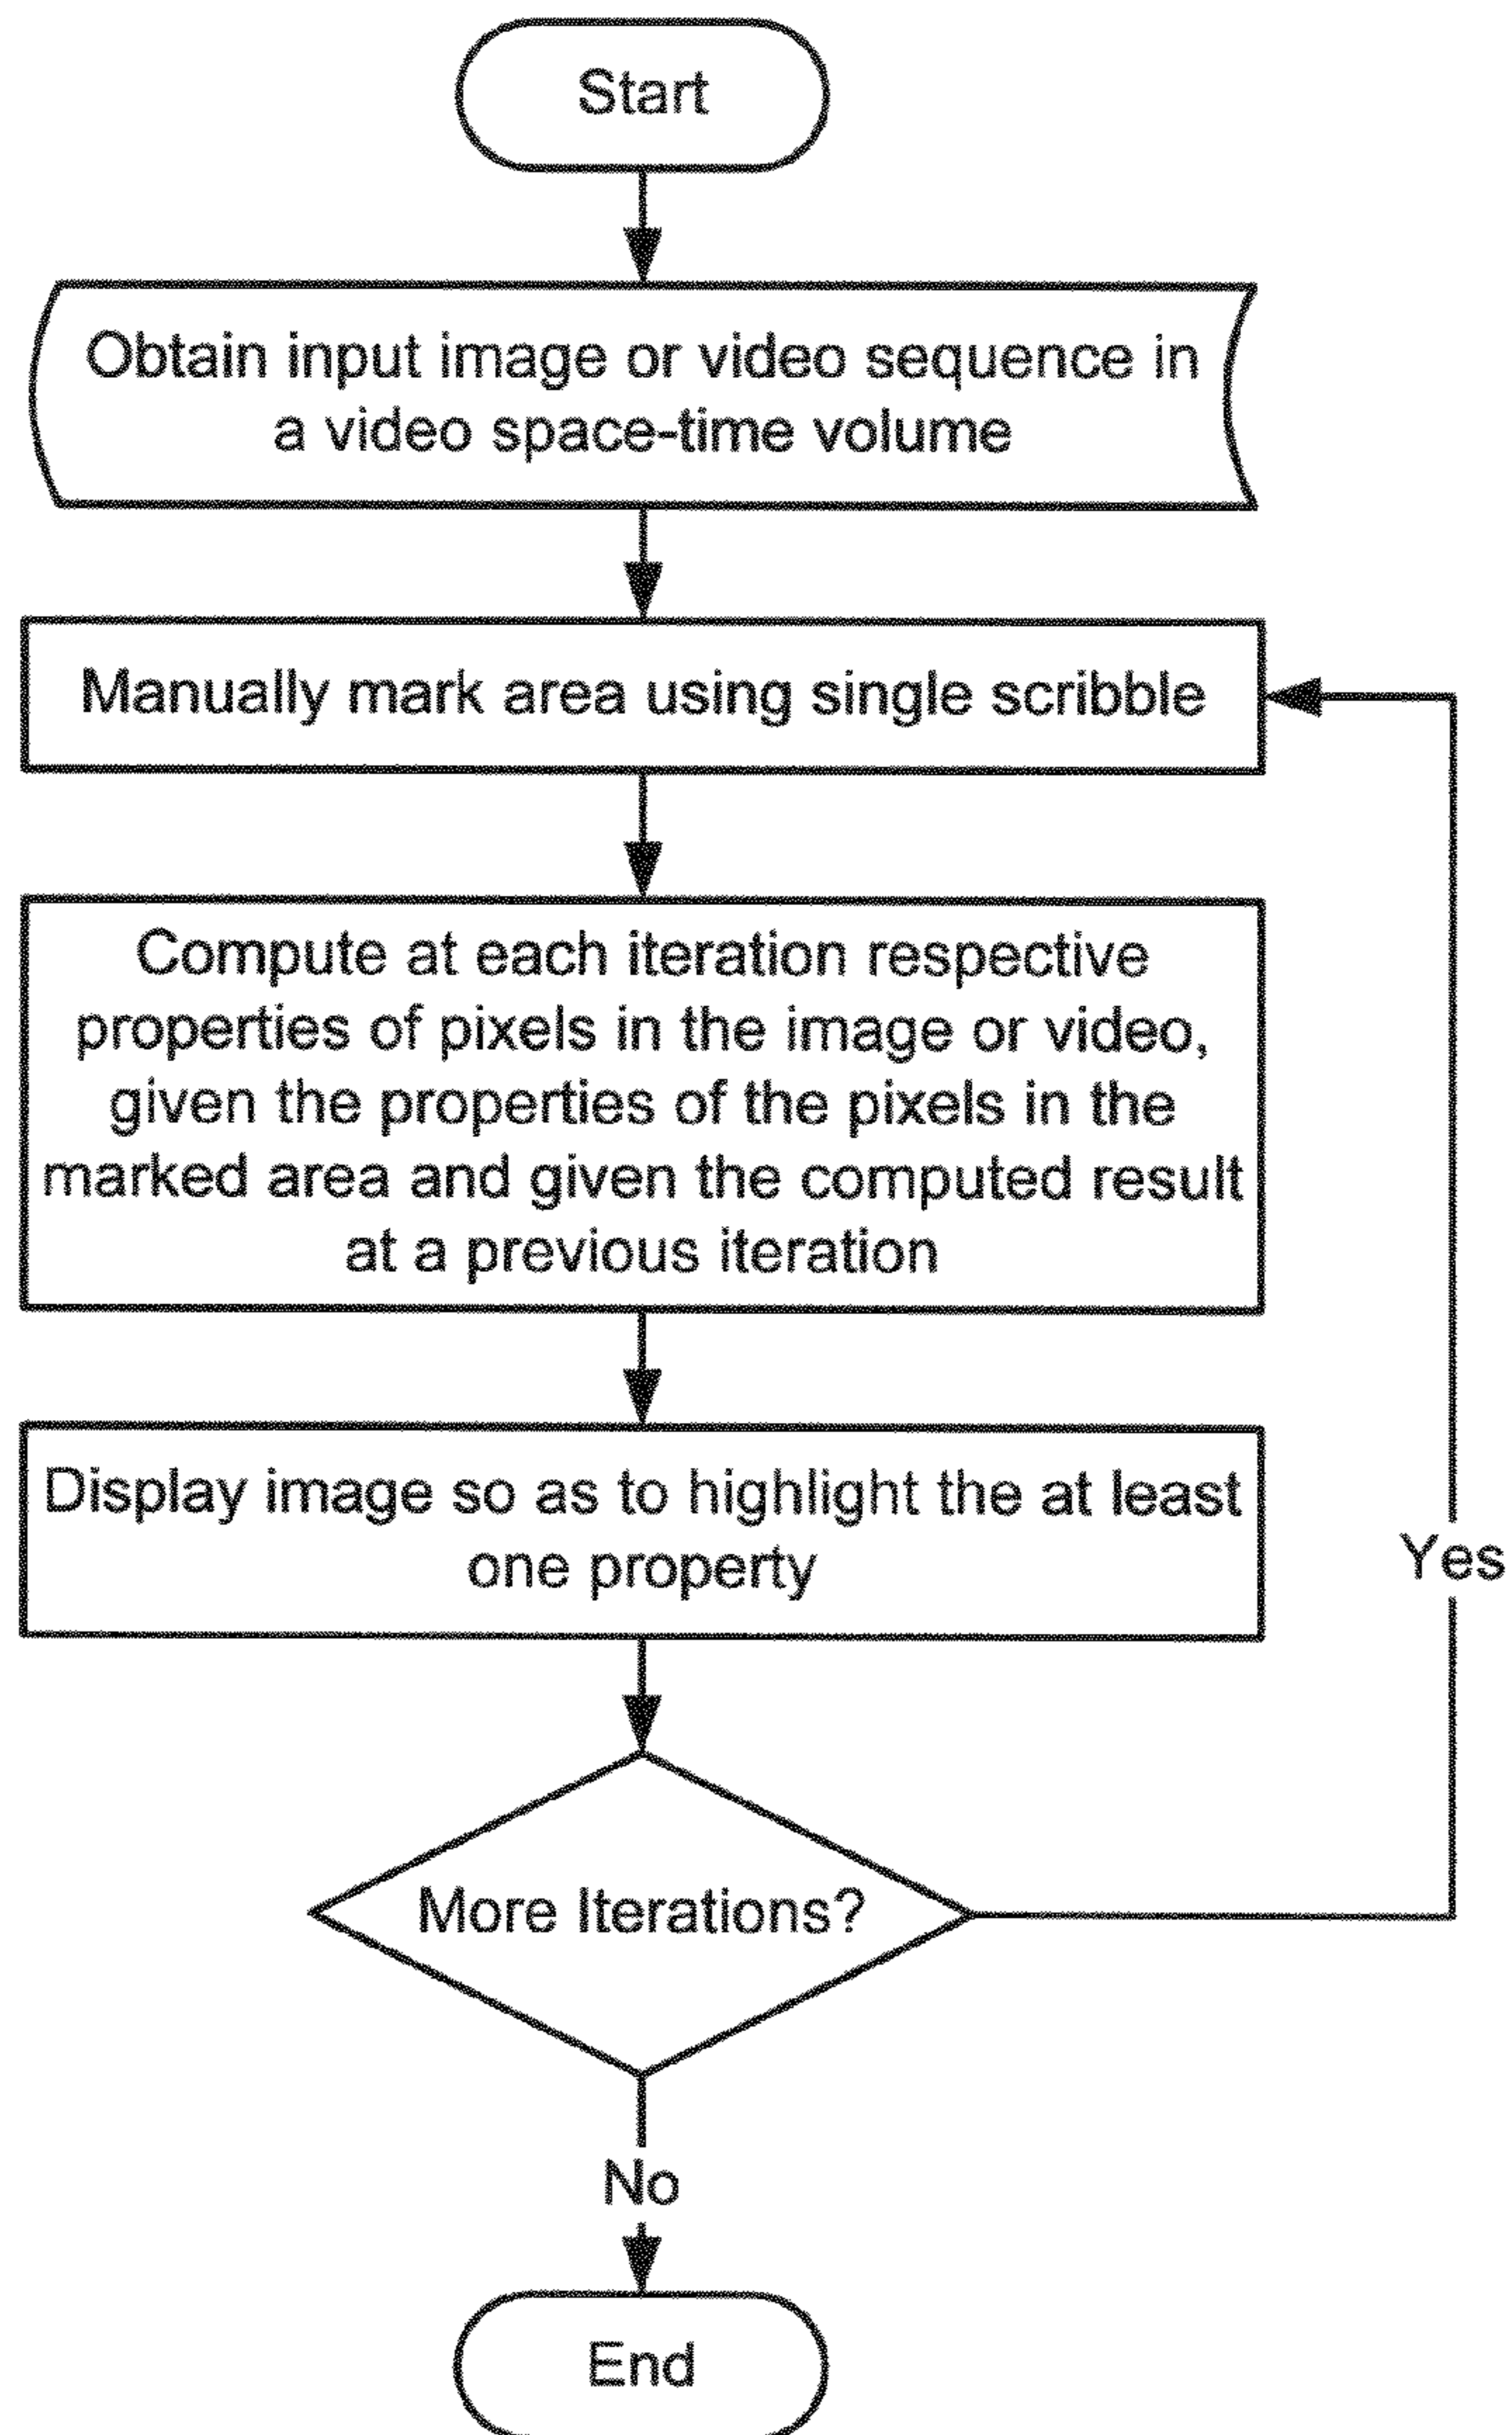 Start
Obtain input image or video sequence in
a video space-time volume
Manually mark area using single scribble
Compute at each iteration respective
properties of pixels in the image or video,
given the properties of the pixels in the
marked area and given the computed result
at a previous iteration
Display image so as to highlight the at least
one property
Yes
More Iterations?
No
End